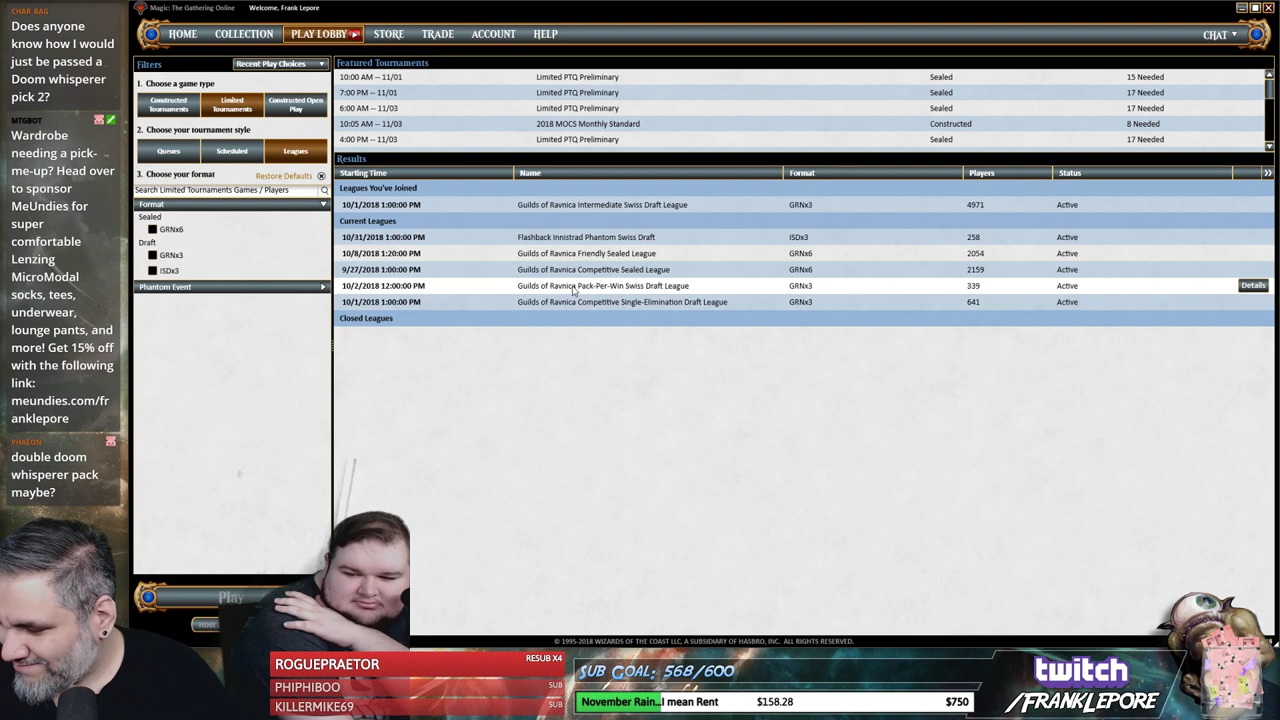 Magic: The Gathering Online
Welcome, Frank Lepore
HOME
COLLECTION
PLAY LOBBY
STORE
TRADE
ACCOUNT
HELP
CHAT
CHAR_BAG
Does anyone
know how I would
just be passed a
Doom whisperer
pick 2?
MTGBOT
Wardrobe
needing a pick-
me-up? Head over
to sponsor
MeUndies for
super
comfortable
Lenzing
MicroModal
socks, tees,
underwear,
lounge pants, and
more! Get 15% off
with the following
link:
meundies.com/fr
anklepore
PHAEON
double doom
whisperer pack
maybe?
Filters
Recent Play Choices
1. Choose a game type
Constructed Tournaments
Limited Tournaments
Constructed Open Play
2. Choose your tournament style
Queues
Scheduled
Leagues
3. Choose your format
Restore Defaults
Search Limited Tournaments Games / Players
Format
Sealed
GRNx6
Draft
GRNx3
ISDx3
Phantom Event
Play
Host
Featured Tournaments
10:00 AM -- 11/01 Limited PTQ Preliminary Sealed 15 Needed
7:00 PM -- 11/01 Limited PTQ Preliminary Sealed 17 Needed
6:00 AM -- 11/03 Limited PTQ Preliminary Sealed 17 Needed
10:05 AM -- 11/03 2018 MOCS Monthly Standard Constructed 8 Needed
4:00 PM -- 11/03 Limited PTQ Preliminary Sealed 17 Needed
Results
Starting Time Name Format Players Status
Leagues You've Joined
10/1/2018 1:00:00 PM Guilds of Ravnica Intermediate Swiss Draft League GRNx3 4971 Active
Current Leagues
10/31/2018 1:00:00 PM Flashback Innistrad Phantom Swiss Draft ISDx3 258 Active
10/8/2018 1:20:00 PM Guilds of Ravnica Friendly Sealed League GRNx6 2054 Active
9/27/2018 1:00:00 PM Guilds of Ravnica Competitive Sealed League GRNx6 2159 Active
10/2/2018 12:00:00 PM Guilds of Ravnica Pack-Per-Win Swiss Draft League GRNx3 339 Active Details
10/1/2018 1:00:00 PM Guilds of Ravnica Competitive Single-Elimination Draft League GRNx3 641 Active
Closed Leagues
© 1995-2018 WIZARDS OF THE COAST LLC, A SUBSIDIARY OF HASBRO, INC. ALL RIGHTS RESERVED.
ROGUEPRAETOR RESUB X4
PHIPHIBOO SUB
KILLERMIKE69 SUB
SUB GOAL: 568/600
November Rain...I mean Rent $158.28 $750
twitch
/FRANKLEPORE